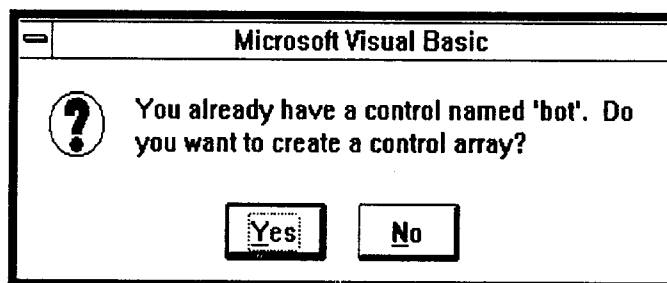 Microsoft Visual Basic
You already have a control named 'bot'.  Do
you want to create a control array?
Yes
No